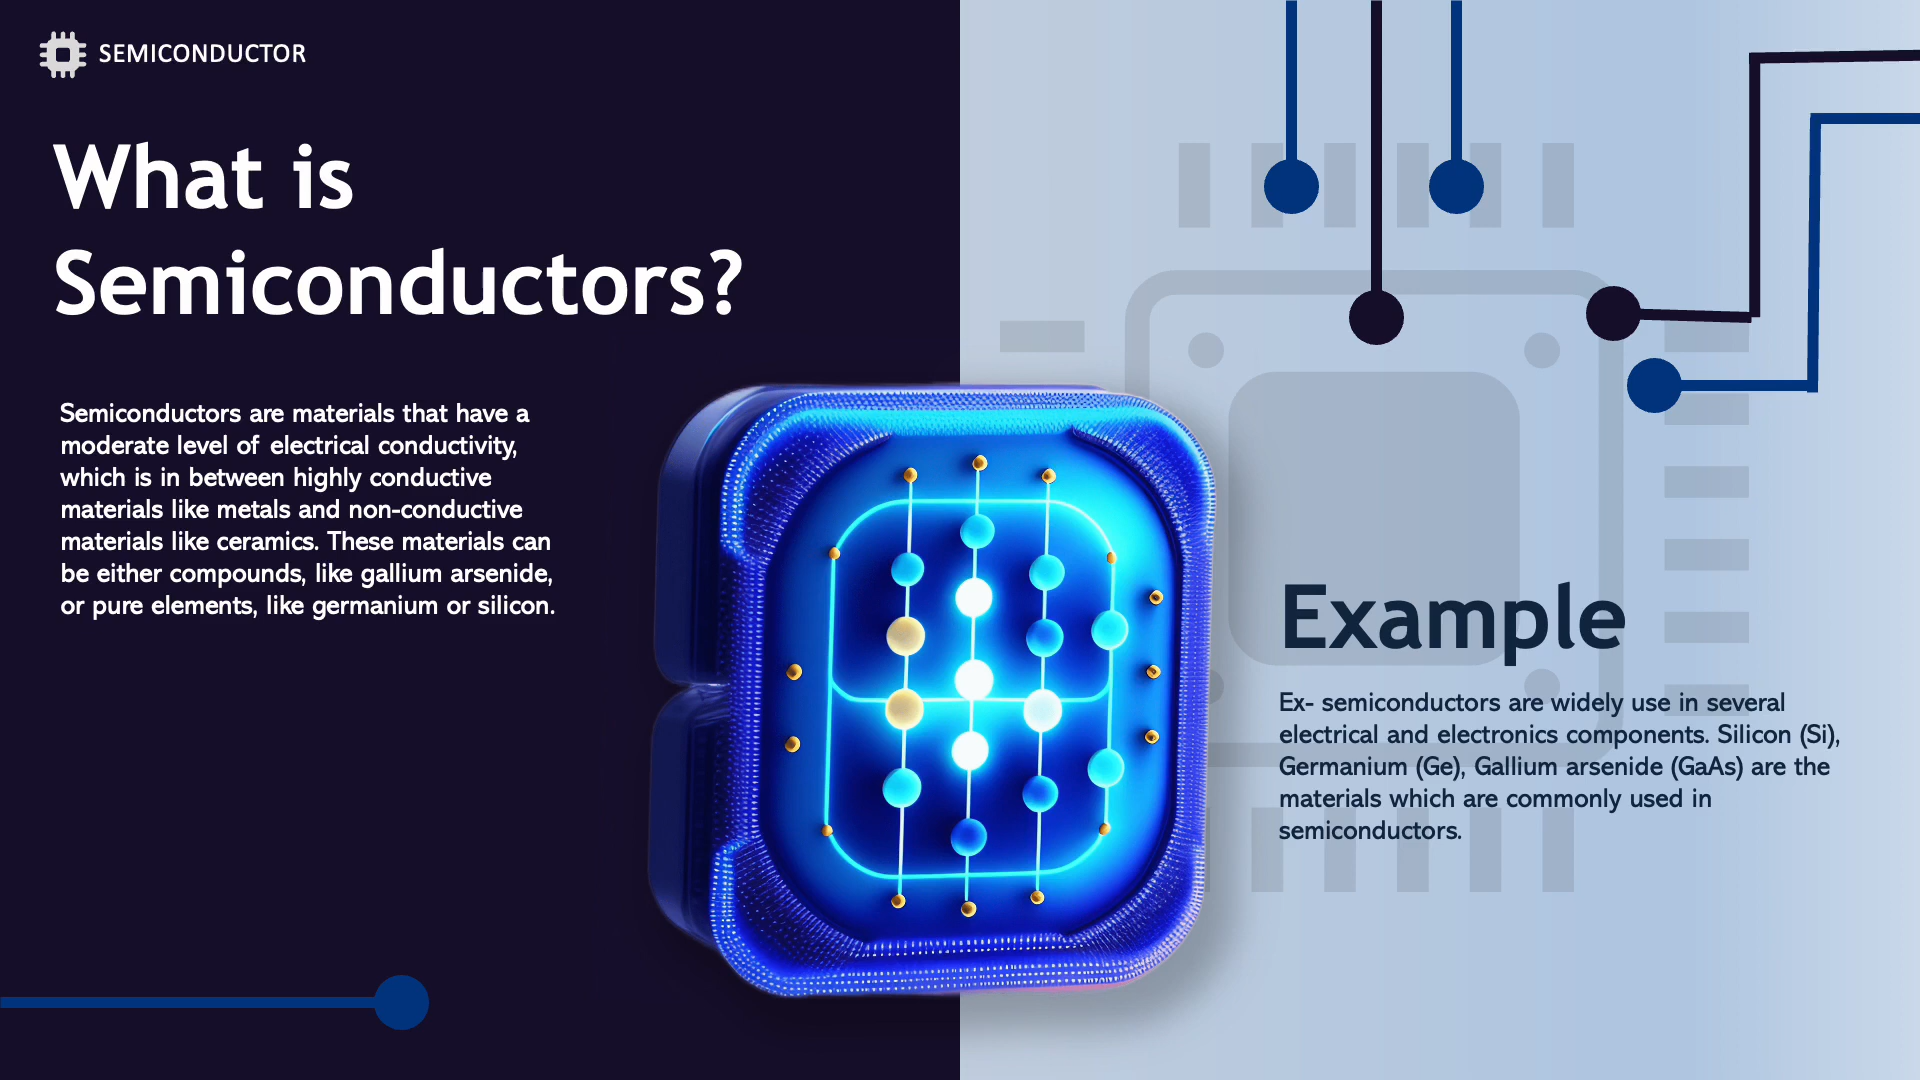 SEMICONDUCTOR
What is
Semiconductors?
Semiconductors are materials that have a
moderate level of electrical conductivity,
which is in between highly conductive
materials like metals and non-conductive
materials like ceramics. These materials can
be either compounds, like gallium arsenide,
or pure elements, like germanium or silicon.
Example
Ex- semiconductors are widely use in several
electrical and electronics components. Silicon (Si),
Germanium (Ge), Gallium arsenide (GaAs) are the
materials which are commonly used in
semiconductors.